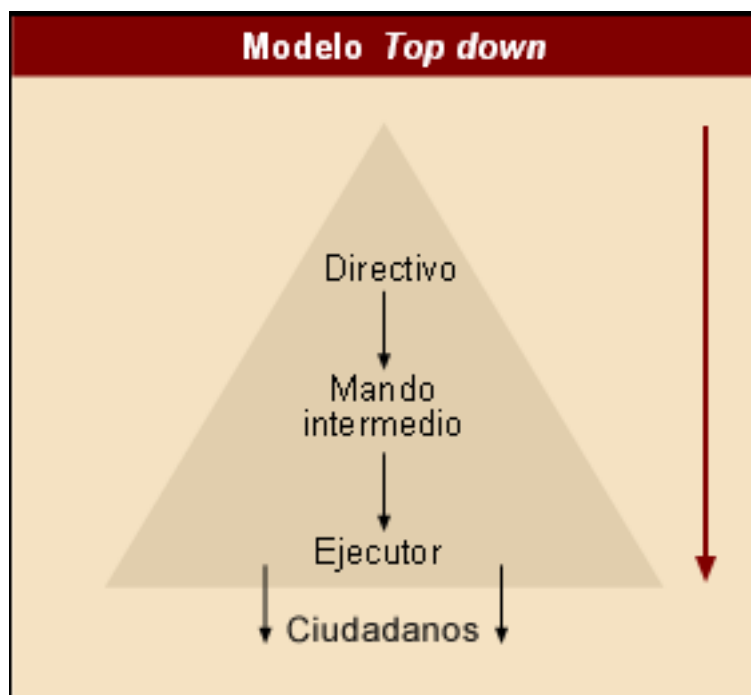 Modelo Top down
Directivo
Mando
intermedio
Ejecutor
Ciudadanos